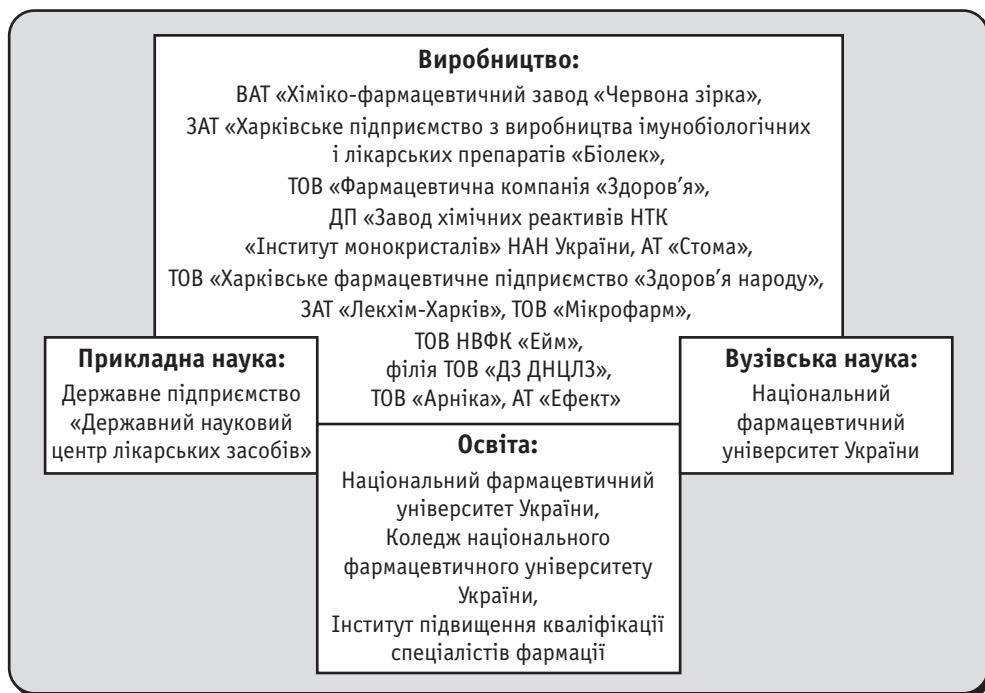 Виробництво:
ВАТ «Хіміко-фармацевтичний завод «Червона зірка»,
ЗАТ «Харківське підприємство з виробництва імунобіологічних
і лікарських препаратів «Біолек»,
ТОВ «Фармацевтична компанія «Здоров'я»,
ДП «Завод хімічних реактивів НТК
«Інститут монокристалів» НАН України, АТ «Стома»,
ТОВ «Харківське фармацевтичне підприємство «Здоров'я народу»,
ЗАТ «Лекхім-Харків», ТОВ «Мікрофарм»,
ТОВ НВФК «Ейм»,
філія ТОВ «ДЗ ДНЦЛЗ»,
ТОВ «Арніка», АТ «Ефект»
Прикладна наука:
Державне підприємство
«Державний науковий
центр лікарських засобів»
Вузівська наука:
Національний
фармацевтичний
університет України
Освіта:
Національний фармацевтичний
університет України,
Коледж національного
фармацевтичного університету
України,
Інститут підвищення кваліфікації
спеціалістів фармації